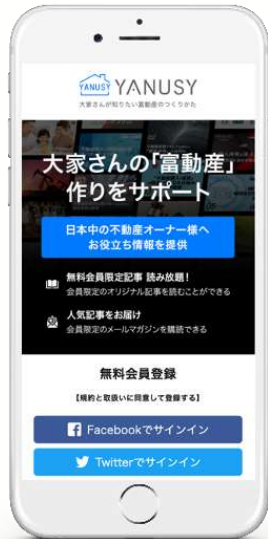 YANUSY YANUSY
大家さんが知りたい富動産のつくりかた
大家さんの「富動産」
作りをサポート
日本中の不動産オーナー様へ
お役立ち情報を提供
無料会員限定記事 読み放題！
会員限定のオリジナル記事を読むことができる
人気記事をお届け
会員限定のメールマガジンを購読できる
無料会員登録
【規約と取扱いに同意して登録する】
Facebookでサインイン
Twitterでサインイン